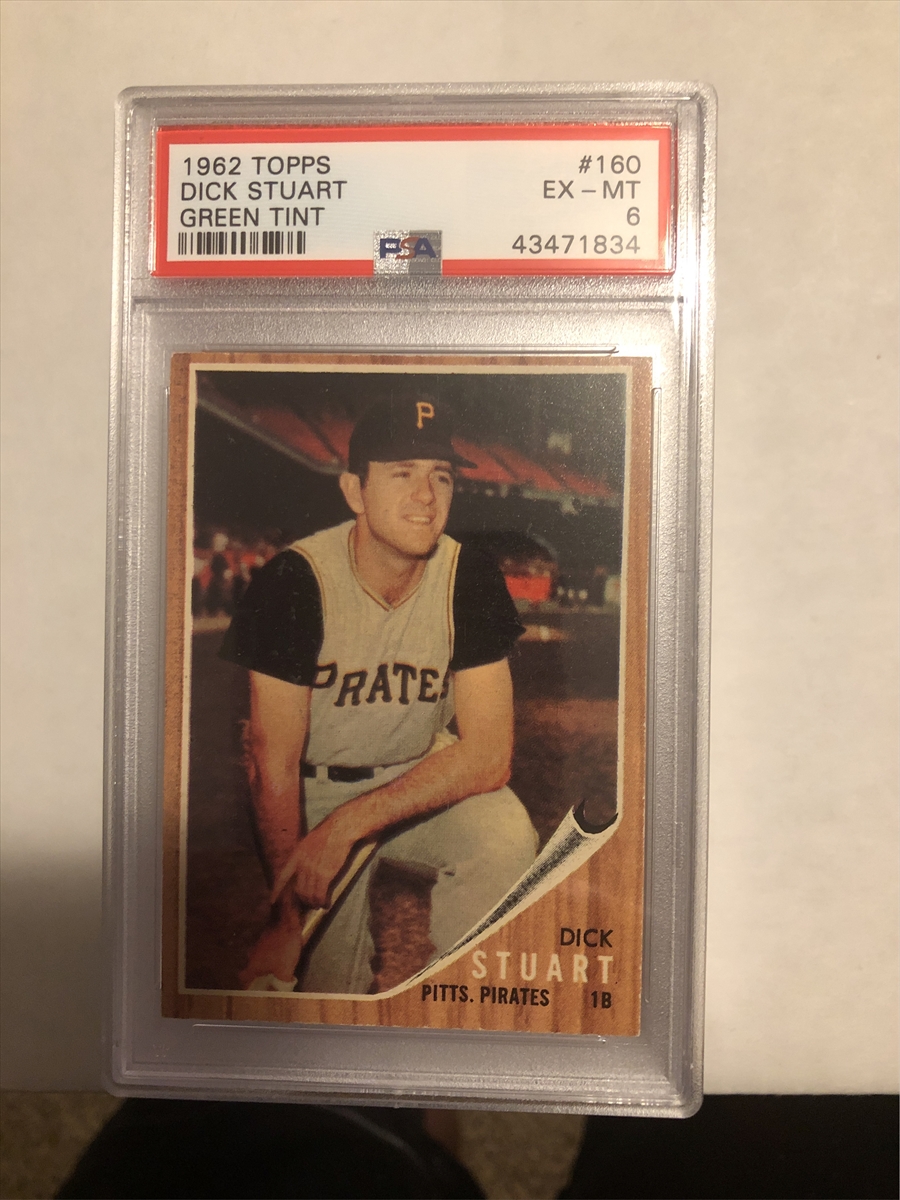 1962 TOPPS #160
DICK STUART EX - MT
GREEN TINT 6
PSA 43471834
P
PIRATES
DICK
STUART
PITTS. PIRATES 1B